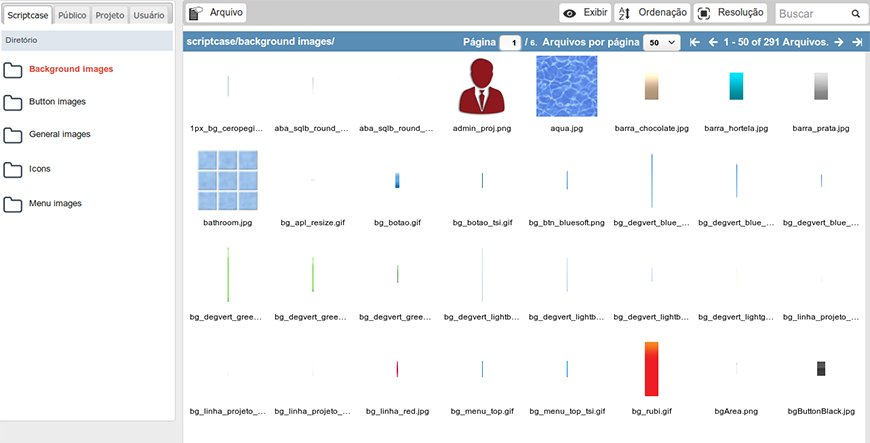 Scriptcase Público Projeto Usuário
Diretório
Background images
Button images
General images
Icons
Menu images
Arquivo Exibir Ordenação Resolução Buscar
scriptcase/background images/ Página 1 / 6. Arquivos por página 50 1 - 50 of 291 Arquivos.
1px_bg_ceropegi... aba_sqlb_round_... aba_sqlb_round_... admin_proj.png aqua.jpg barra_chocolate.jpg barra_hortela.jpg barra_prata.jpg
bathroom.jpg bg_apl_resize.gif bg_botao.gif bg_botao_tsi.gif bg_btn_bluesoft.png bg_degvert_blue_... bg_degvert_blue_... bg_degvert_blue_...
bg_degvert_gree... bg_degvert_gree... bg_degvert_gree... bg_degvert_lightb... bg_degvert_lightb... bg_degvert_lightb... bg_degvert_lightg... bg_linha_projeto_...
bg_linha_projeto_... bg_linha_projeto_... bg_linha_red.jpg bg_menu_top.gif bg_menu_top_tsi.gif bg_rubi.gif bgArea.png bgButtonBlack.jpg